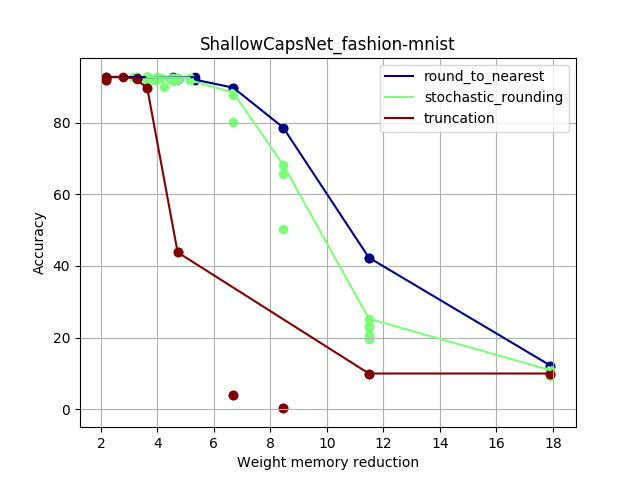 ShallowCapsNet_fashion-mnist
round_to_nearest
stochastic_rounding
truncation
Accuracy
80
60
40
20
0
2 4 6 8 10 12 14 16 18
Weight memory reduction